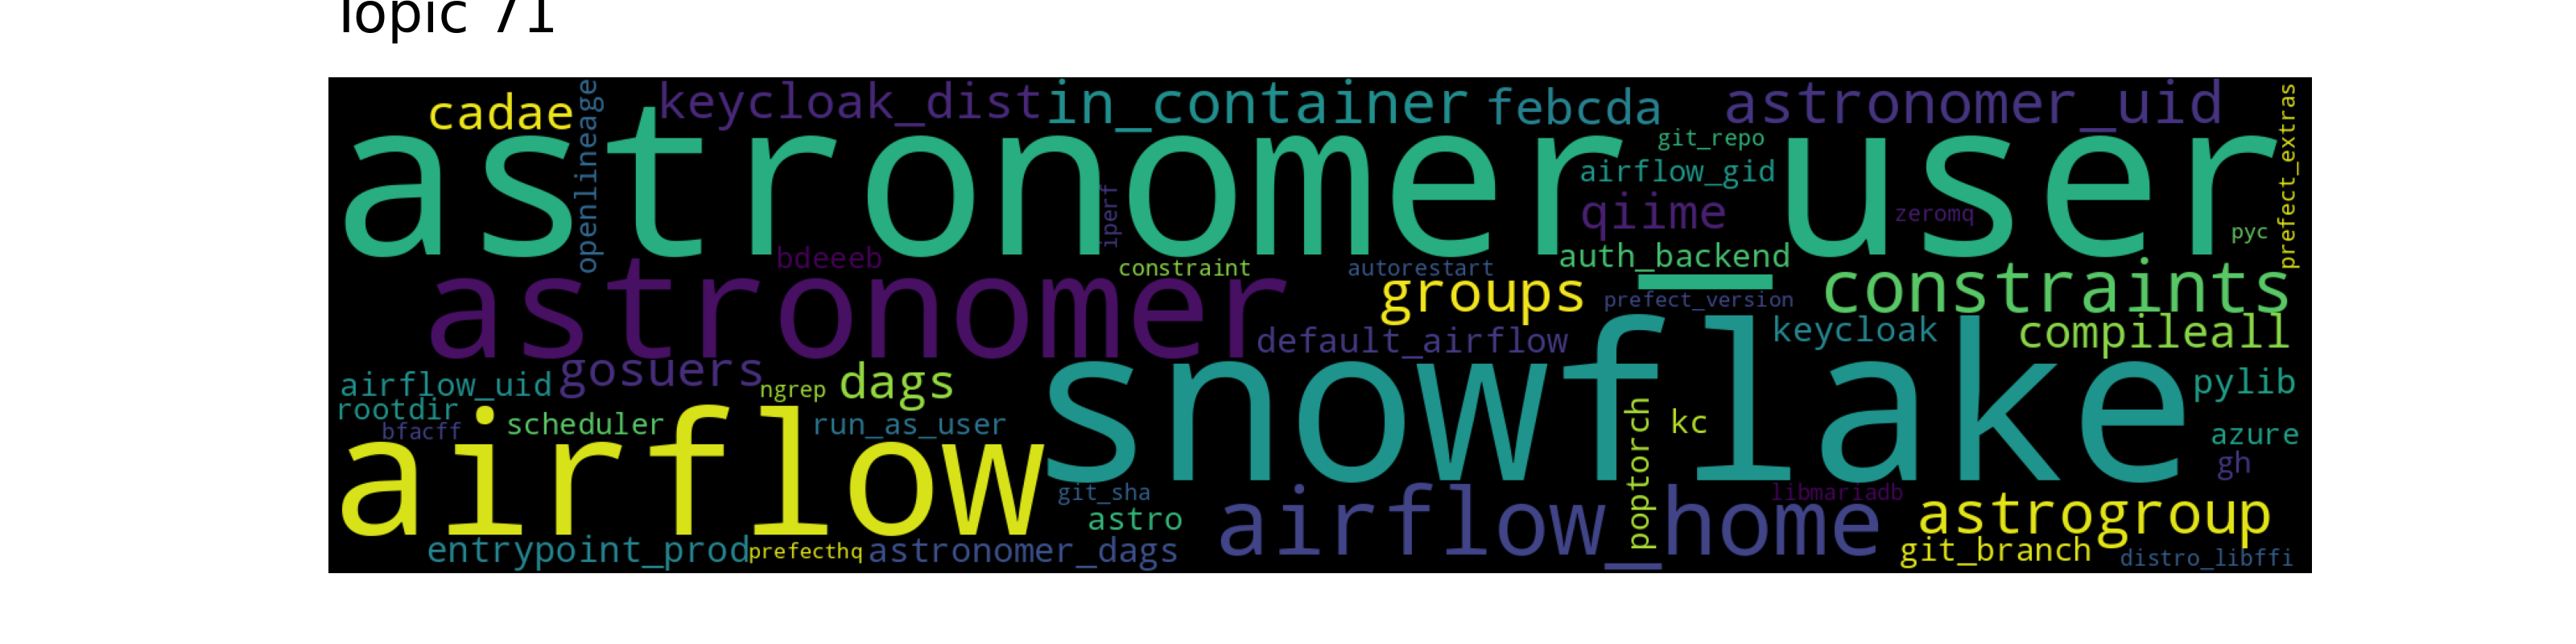 Topic 71
cadae openlineage keycloak_dist in_container febcda astronomer_uid prefect_extras
astronomer_user
git_repo
airflow_gid
iperf qiime zeromq
pyc
bdeeeb auth_backend
astronomer constraint autorestart constraints
groups prefect_version
default_airflow keycloak compileall
airflow_uid gosuers ngrep dags snowflake pylib
rootdir
bfacff scheduler run_as_user poptorch kc azure
gh
airflow git_sha airflow_home libmariadb
astro astrogroup
entrypoint_prod prefecthq astronomer_dags git_branch distro_libffi